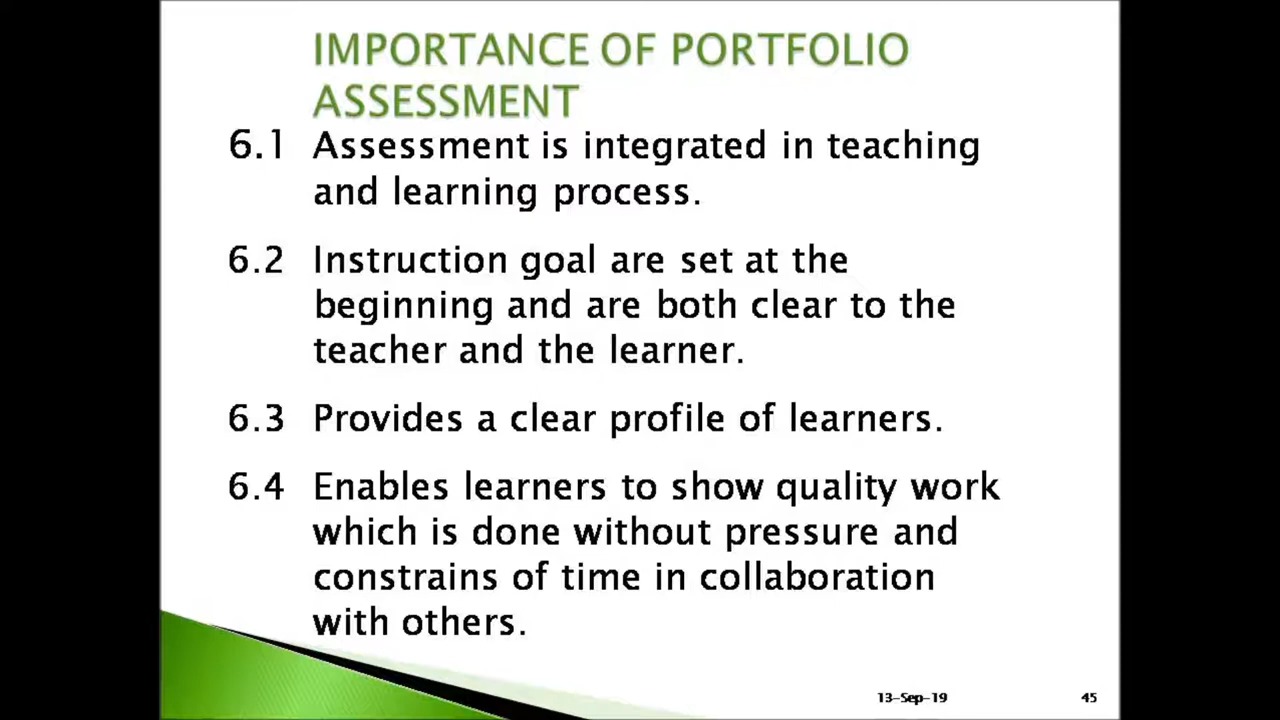 IMPORTANCE OF PORTFOLIO
ASSESSMENT
6.1 Assessment is integrated in teaching
and learning process.
6.2 Instruction goal are set at the
beginning and are both clear to the
teacher and the learner.
6.3 Provides a clear profile of learners.
6.4 Enables learners to show quality work
which is done without pressure and
constrains of time in collaboration
with others.
13-Sep-19 45